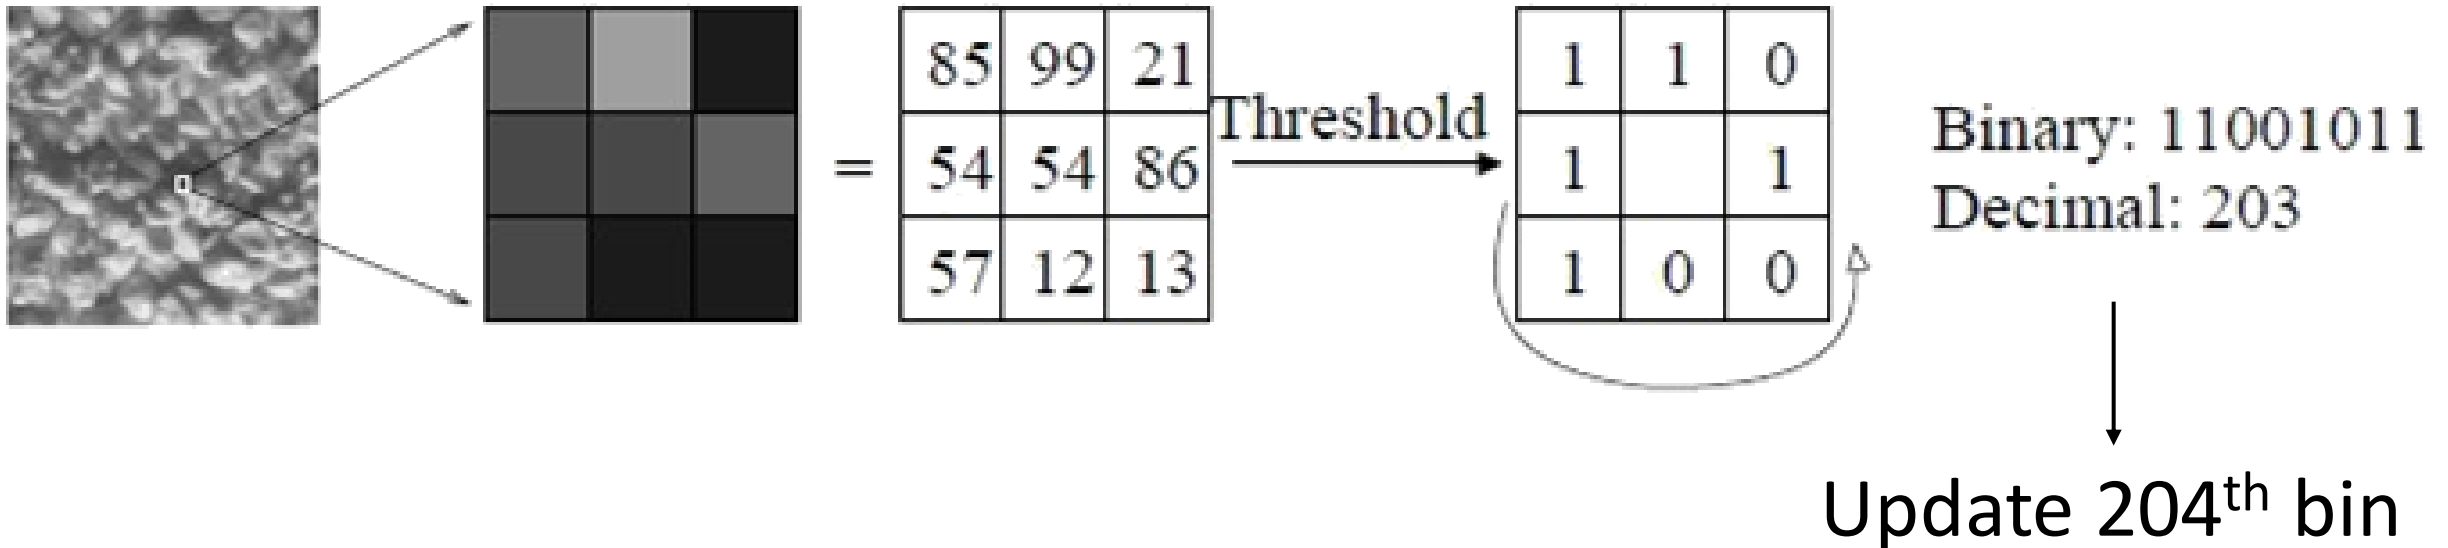 85 99 21
54 54 86
57 12 13
=
Threshold
1 1 0
1 1
1 0 0
Binary: 11001011
Decimal: 203
Update 204th bin